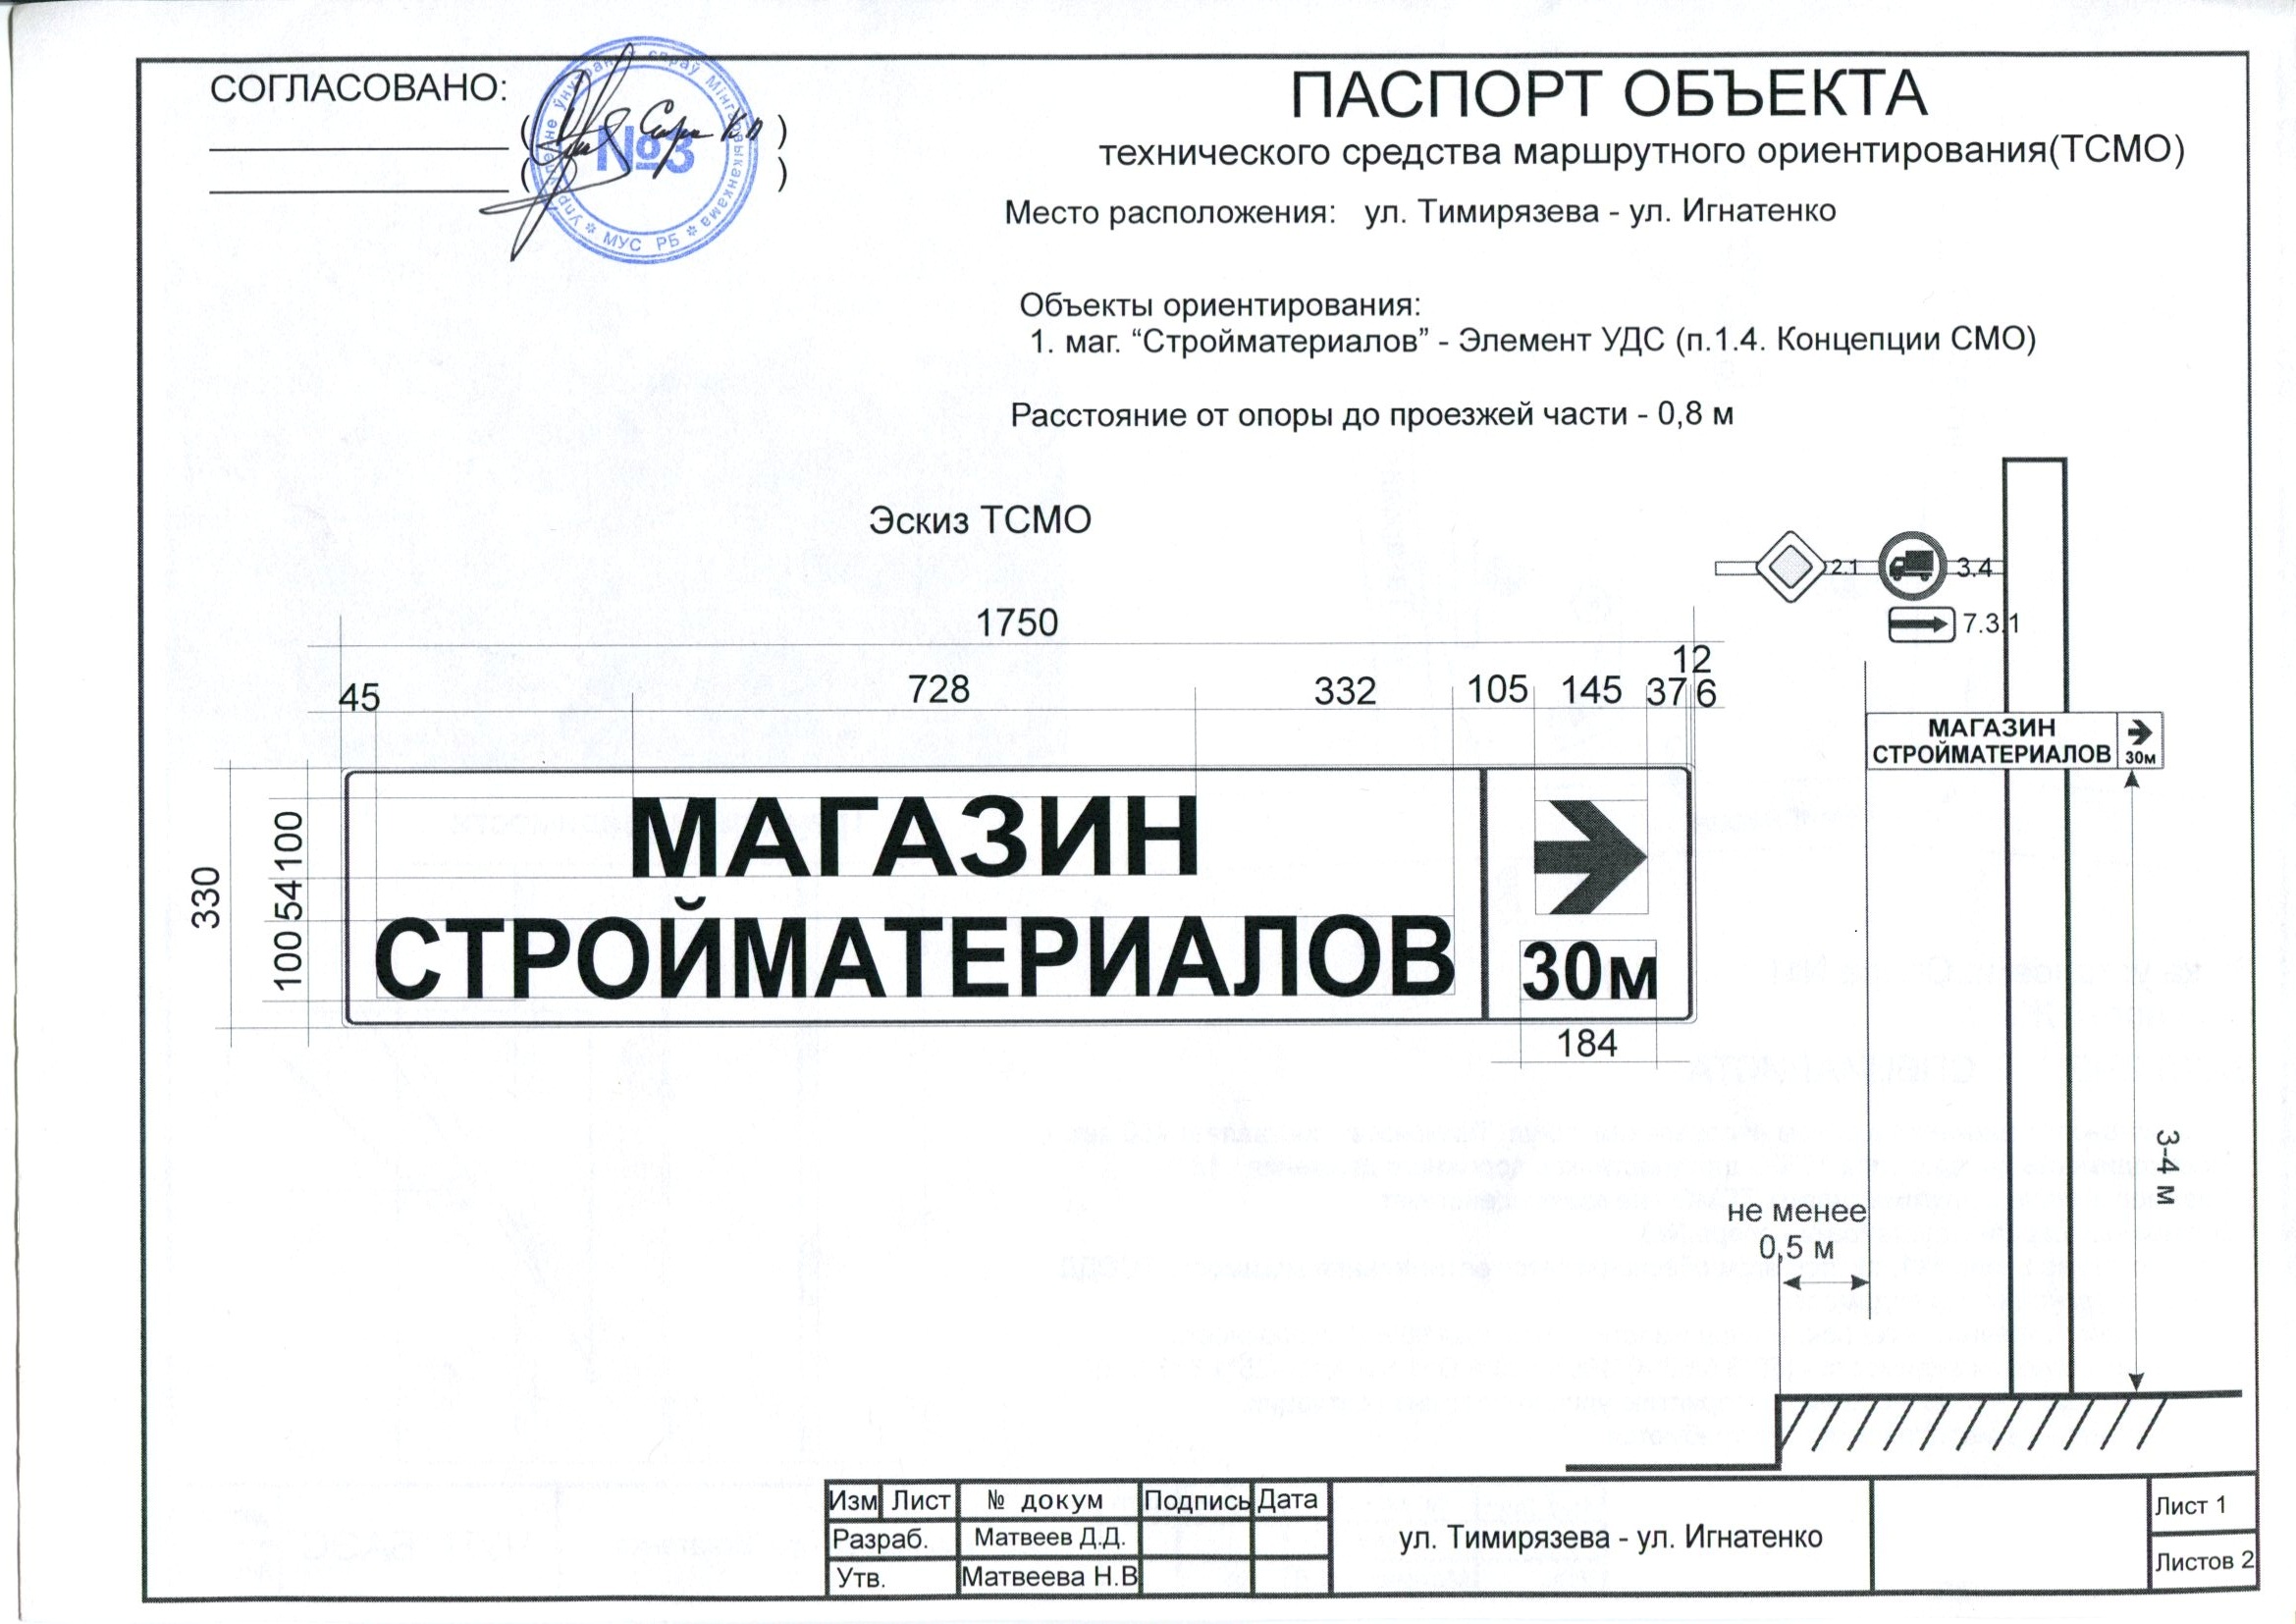 СОГЛАСОВАНО:
( )
( )
Упраўленне ўнутраных спраў Мінгарвыканкама
№3
* МУС РБ *
ПАСПОРТ ОБЪЕКТА
технического средства маршрутного ориентирования(ТСМО)
Место расположения: ул. Тимирязева - ул. Игнатенко
Объекты ориентирования:
1. маг. “Стройматериалов” - Элемент УДС (п.1.4. Концепции СМО)
Расстояние от опоры до проезжей части - 0,8 м
Эскиз ТСМО
2.1
3.4
7.3.1
1750
12
45
728
332
105
145
37
6
МАГАЗИН
СТРОЙМАТЕРИАЛОВ
30м
330
100
54
100
МАГАЗИН
СТРОЙМАТЕРИАЛОВ
30м
184
3-4 м
не менее
0,5 м
Изм Лист № докум Подпись Дата
Разраб. Матвеев Д.Д.
Утв. Матвеева Н.В
ул. Тимирязева - ул. Игнатенко
Лист 1
Листов 2